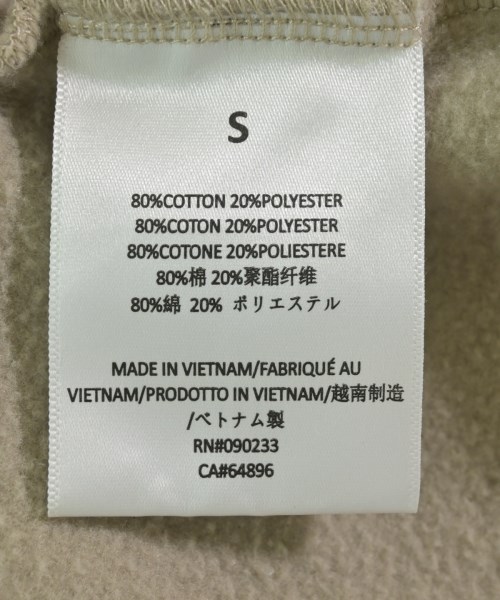 S
80%COTTON 20%POLYESTER
80%COTON 20%POLYESTER
80%COTONE 20%POLIESTERE
80%棉 20%聚酯纤维
80%綿 20% ポリエステル
MADE IN VIETNAM/FABRIQUÉ AU
VIETNAM/PRODOTTO IN VIETNAM/越南制造
/ベトナム製
RN#090233
CA#64896